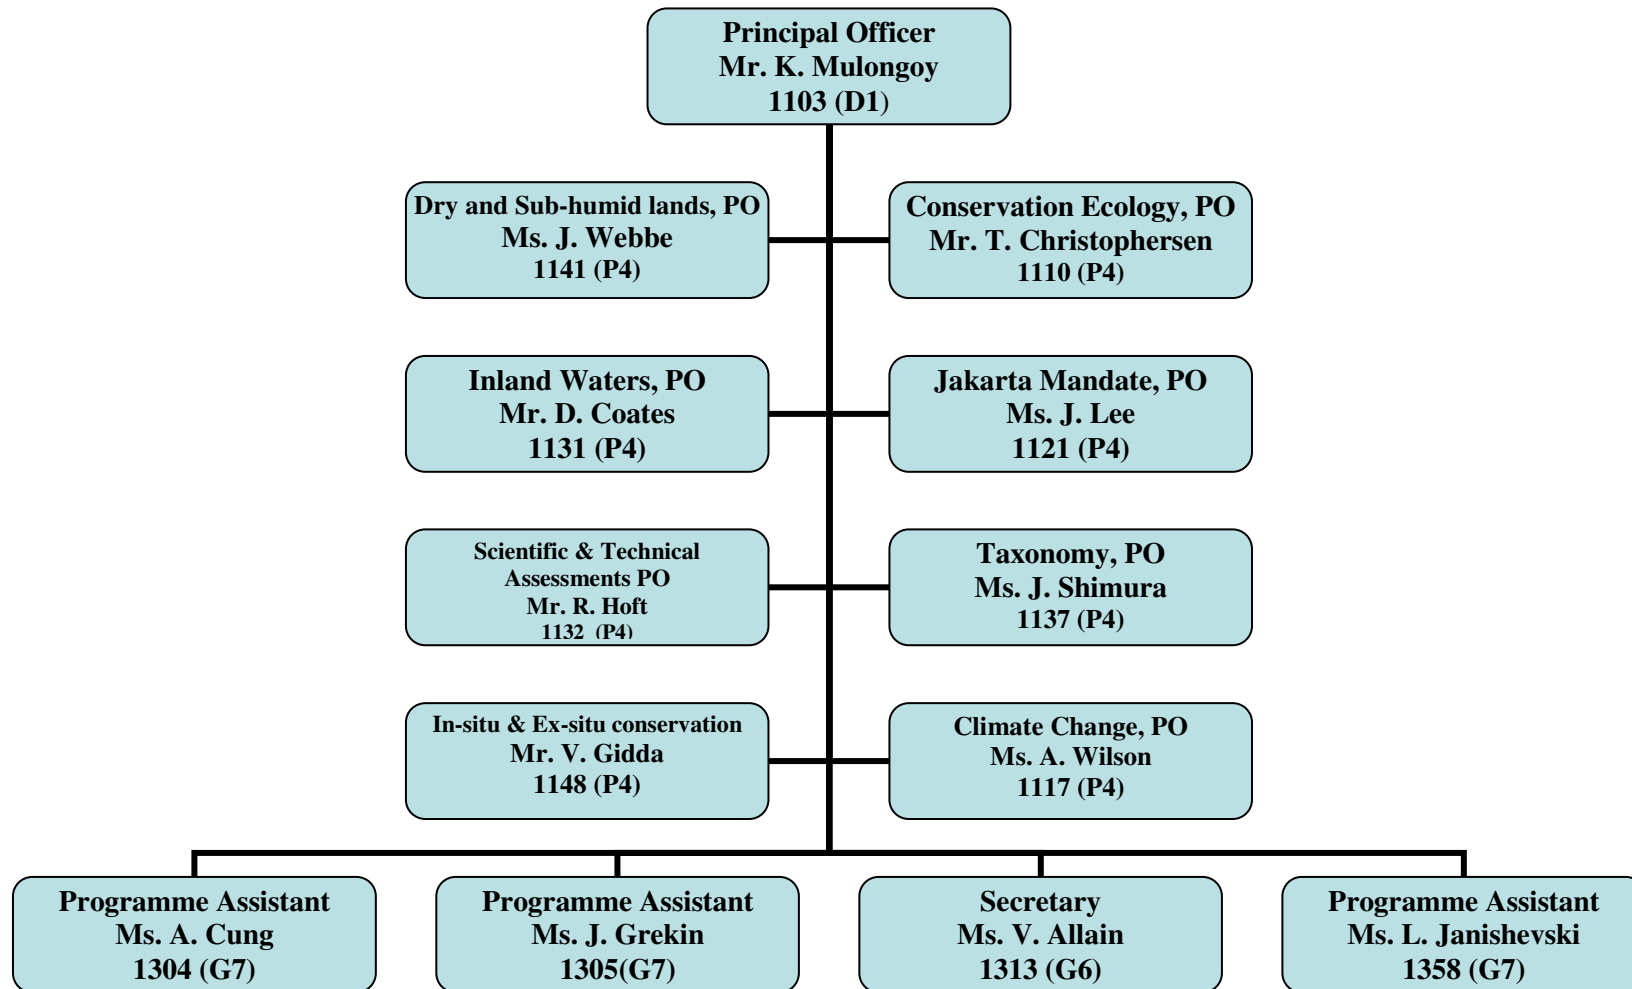 Principal Officer
Mr. K. Mulongoy
1103 (D1)
Dry and Sub-humid lands, PO
Ms. J. Webbe
1141 (P4)
Conservation Ecology, PO
Mr. T. Christophersen
1110 (P4)
Inland Waters, PO
Mr. D. Coates
1131 (P4)
Jakarta Mandate, PO
Ms. J. Lee
1121 (P4)
Scientific & Technical
Assessments PO
Mr. R. Hoft
1132 (P4)
Taxonomy, PO
Ms. J. Shimura
1137 (P4)
In-situ & Ex-situ conservation
Mr. V. Gidda
1148 (P4)
Climate Change, PO
Ms. A. Wilson
1117 (P4)
Programme Assistant
Ms. A. Cung
1304 (G7)
Programme Assistant
Ms. J. Grekin
1305(G7)
Secretary
Ms. V. Allain
1313 (G6)
Programme Assistant
Ms. L. Janishevski
1358 (G7)